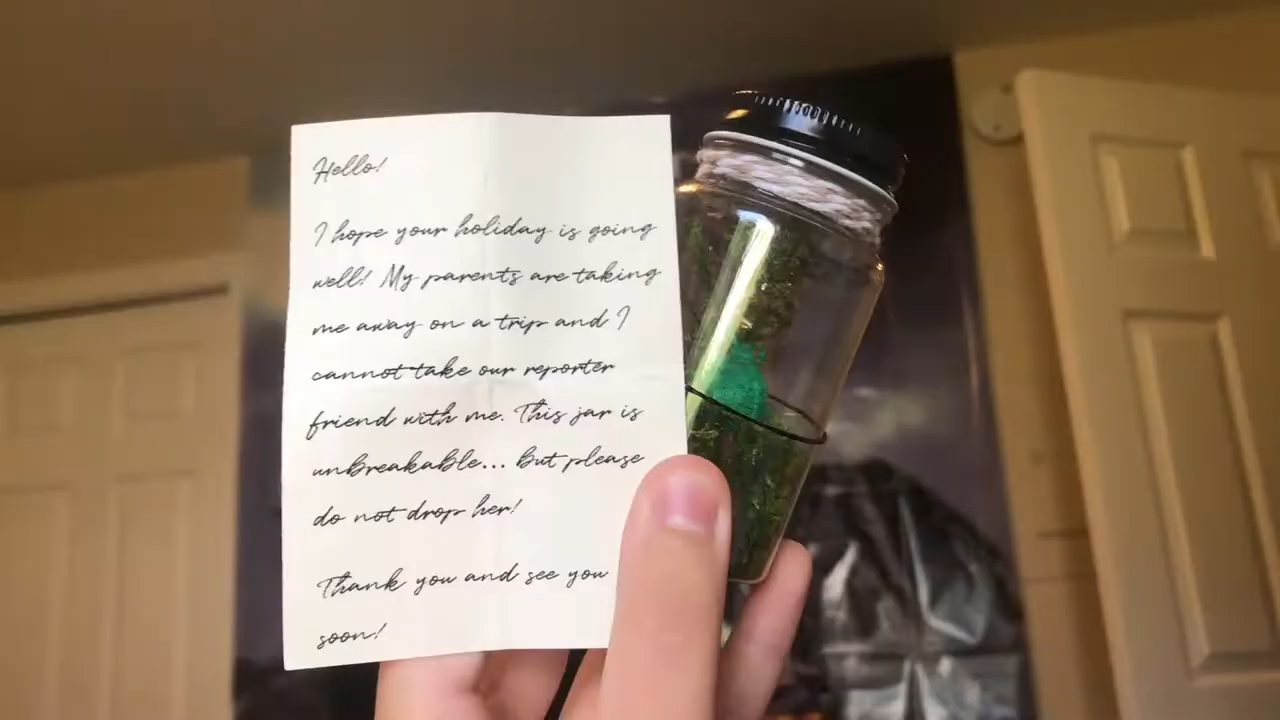 Hello!
I hope your holiday is going
well! My parents are taking
me away on a trip and I
cannot take our reporter
friend with me. This jar is
unbreakable... but please
do not drop her!
Thank you and see you
soon!